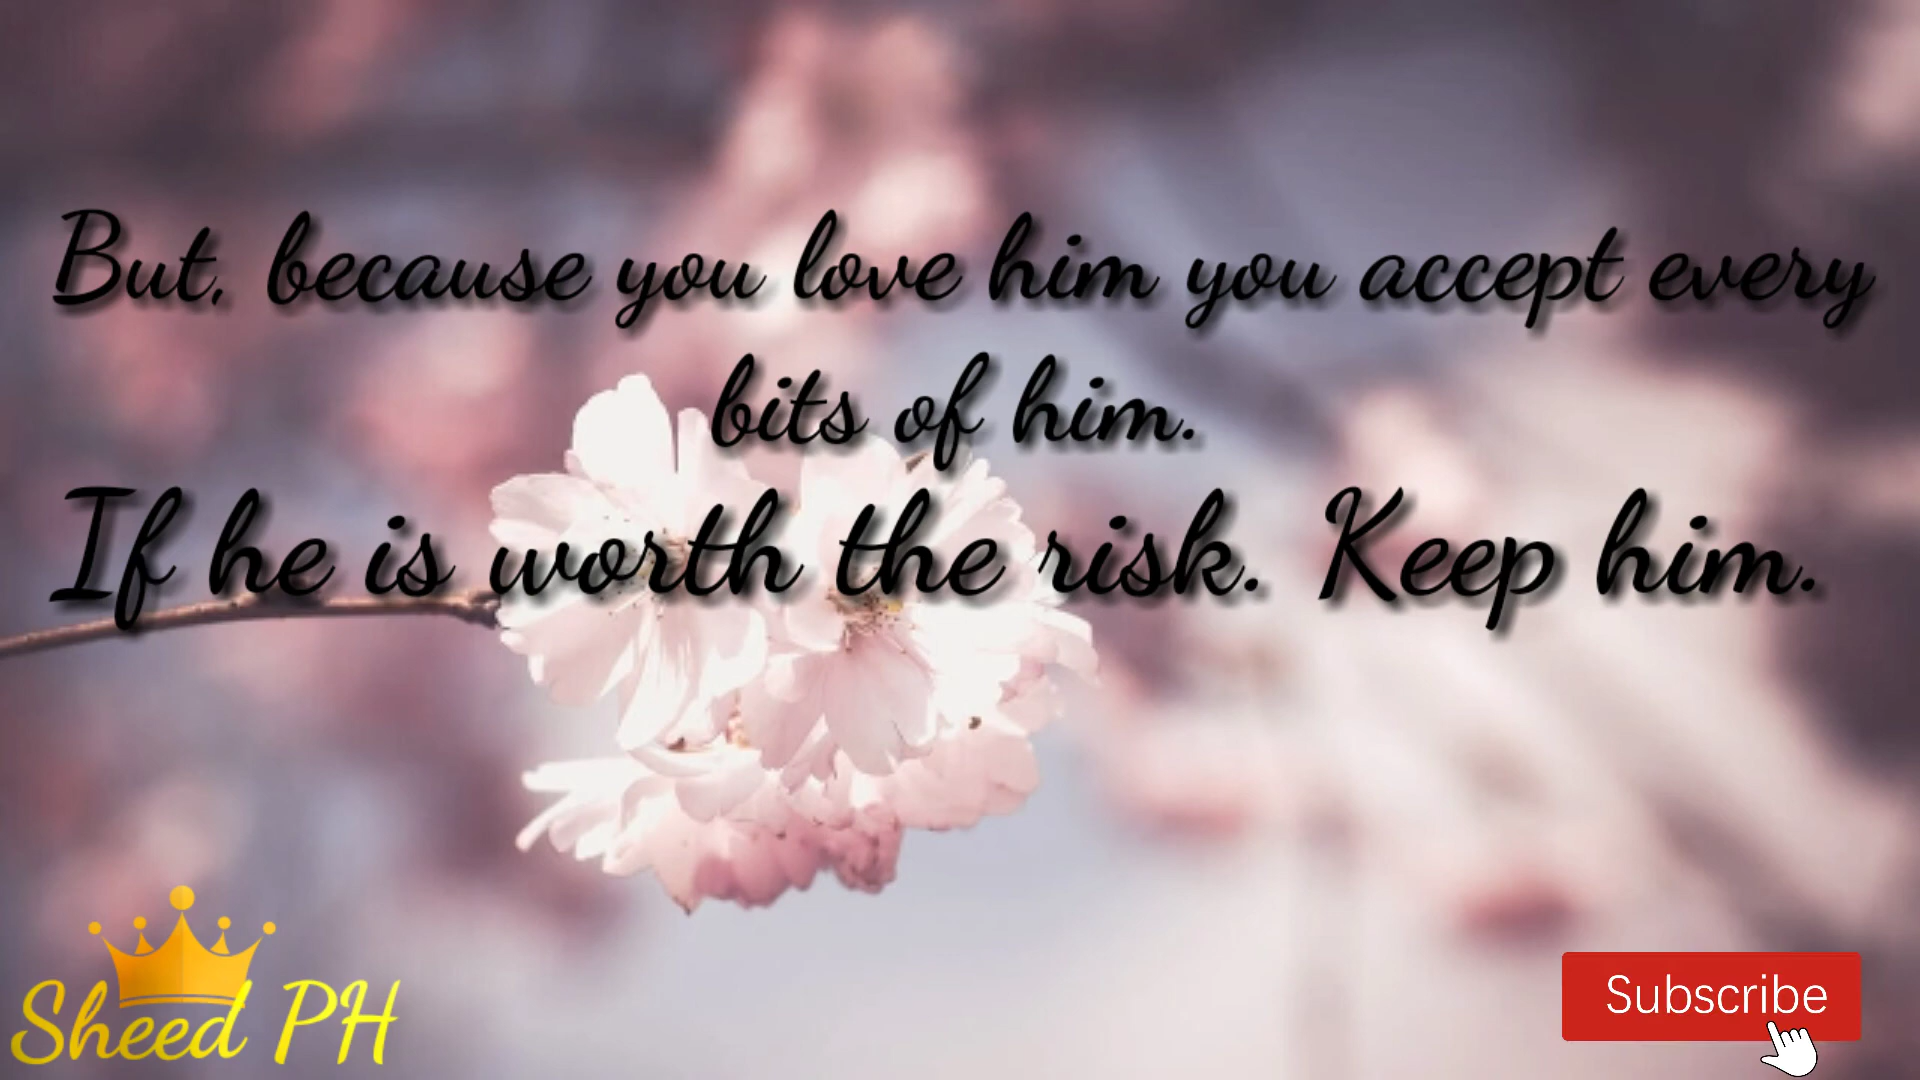 But, because you love him you accept every
bits of him.
If he is worth the risk. Keep him.
Sheed PH
Subscribe